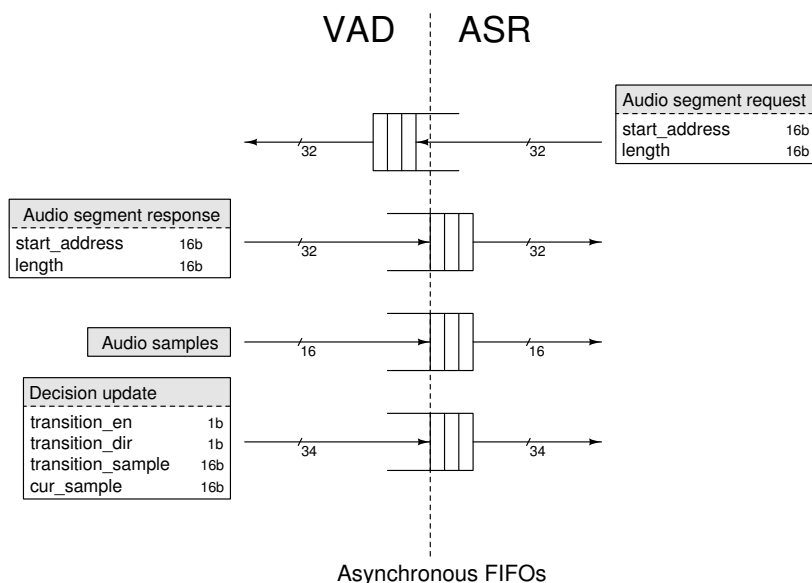 VAD ASR
Audio segment request
start_address 16b
length 16b
32 32
Audio segment response
start_address 16b
length 16b
32 32
Audio samples
16 16
Decision update
transition_en 1b
transition_dir 1b
transition_sample 16b
cur_sample 16b
34 34
Asynchronous FIFOs